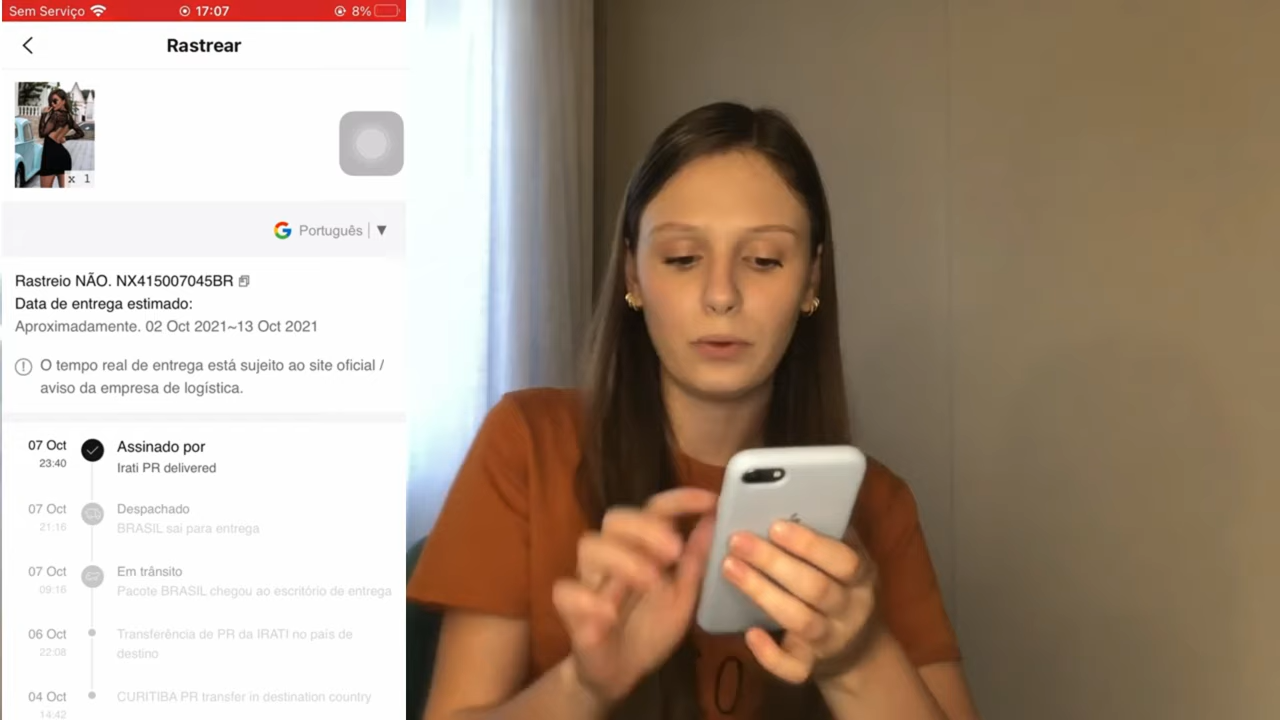 Sem Serviço 17:07 8%
Rastrear
x 1
Português
Rastreio NÃO. NX415007045BR
Data de entrega estimado:
Aproximadamente. 02 Oct 2021~13 Oct 2021
O tempo real de entrega está sujeito ao site oficial /
aviso da empresa de logística.
07 Oct Assinado por
23:40 Irati PR delivered
07 Oct Despachado
21:16 BRASIL sai para entrega
07 Oct Em trânsito
09:16 Pacote BRASIL chegou ao escritório de entrega
06 Oct Transferência de PR da IRATI no país de
22:08 destino
04 Oct CURITIBA PR transfer in destination country
14:42